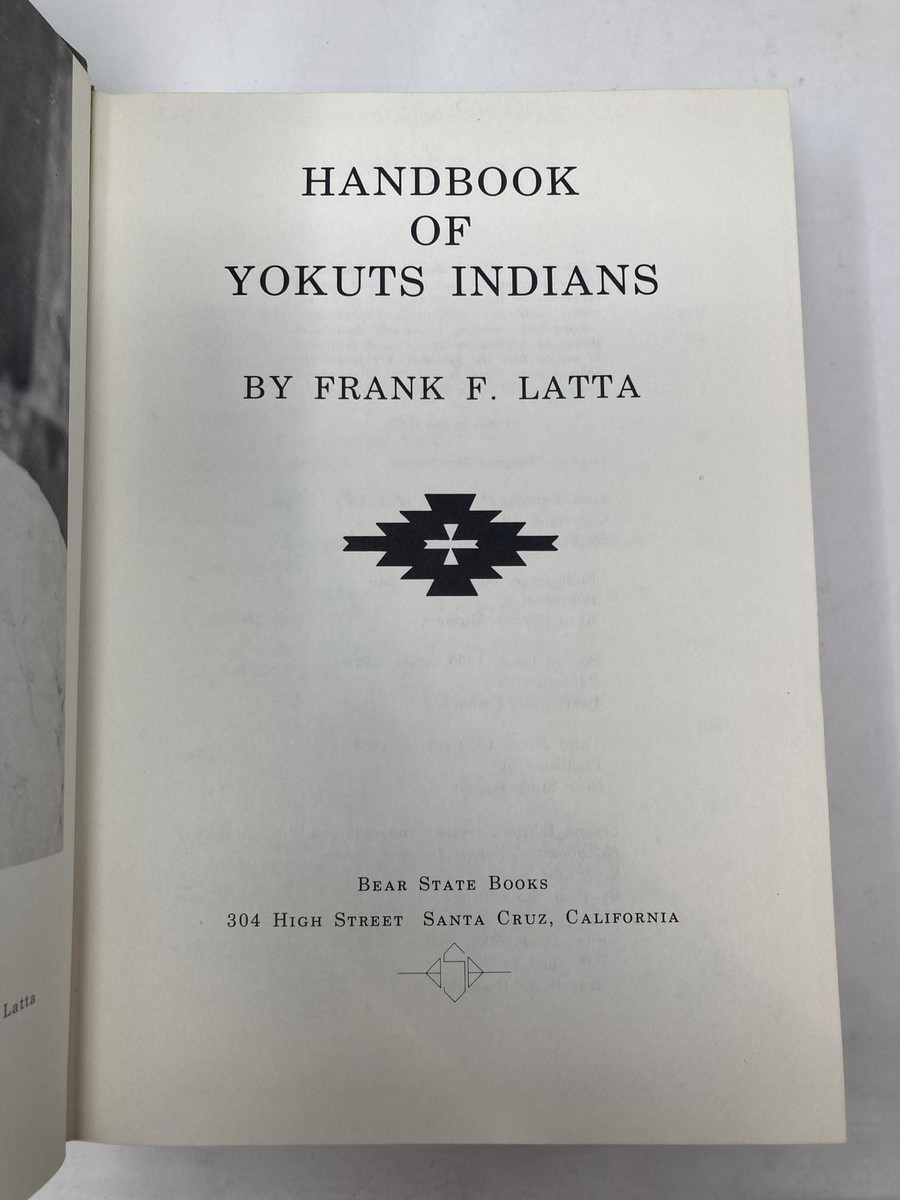 HANDBOOK
OF
YOKUTS INDIANS
BY FRANK F. LATTA
BEAR STATE BOOKS
304 HIGH STREET SANTA CRUZ, CALIFORNIA
Latta